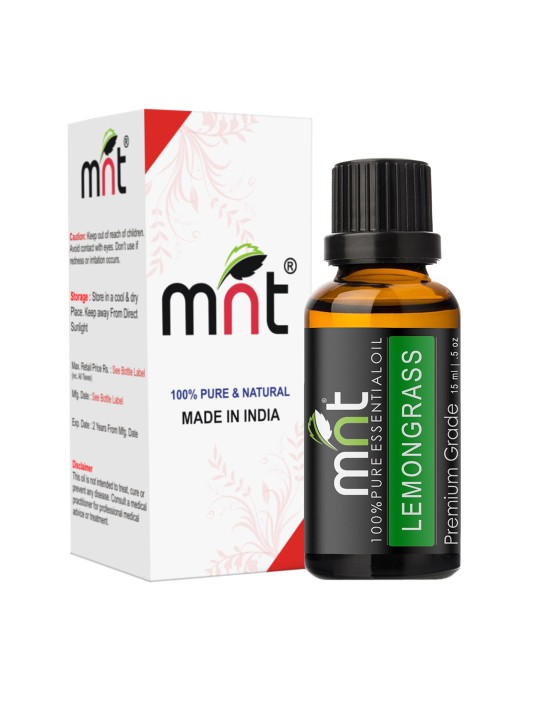 mnt®
Caution: Keep out of reach of children.
Avoid contact with eyes. Don't use if
redness or irritation occurs.
Storage : Store in a cool & dry
Place. Keep away From Direct
Sunlight
Max. Retail Price Rs. : See Bottle Label
(inc. All Taxes)
Mfg. Date : See Bottle Label
Exp. Date : 2 Years From Mfg. Date
Disclaimer
This oil is not intended to treat, cure or
prevent any disease. Consult a medical
practitioner for professional medical
advice or treatment.
mnt®
100% PURE & NATURAL
MADE IN INDIA
mnt®
100% PURE ESSENTIAL OIL
LEMONGRASS
Premium Grade 15 ml | .5 oz